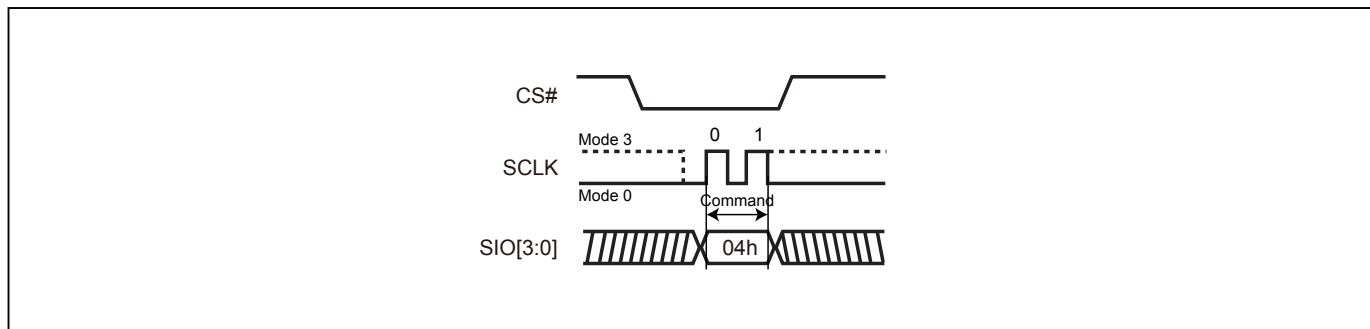 CS#
Mode 3
0 1
SCLK
Mode 0
Command
SIO[3:0]
04h